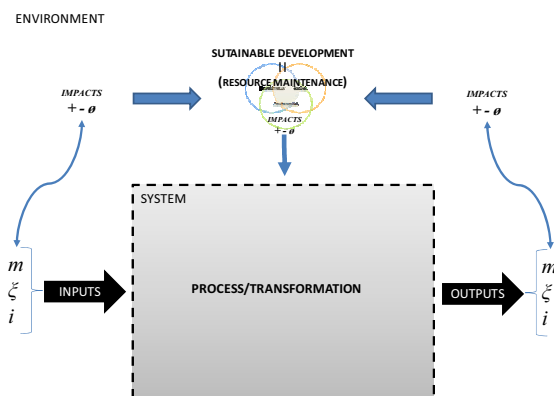 ENVIRONMENT
SUTAINABLE DEVELOPMENT
=
(RESOURCE MAINTENANCE)
IMPACTS
+ - ø
IMPACTS
+ - ø
IMPACTS
+ - ø
SYSTEM
m
ξ
i
INPUTS
PROCESS/TRANSFORMATION
OUTPUTS
m
ξ
i